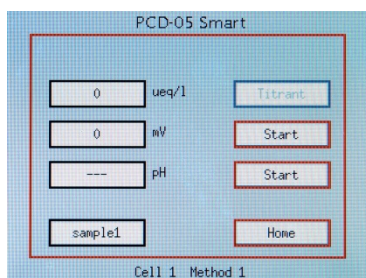 PCD-05 Smart
0 ueq/l Titrant
0 mV Start
--- pH Start
sample1 Home
Cell 1 Method 1